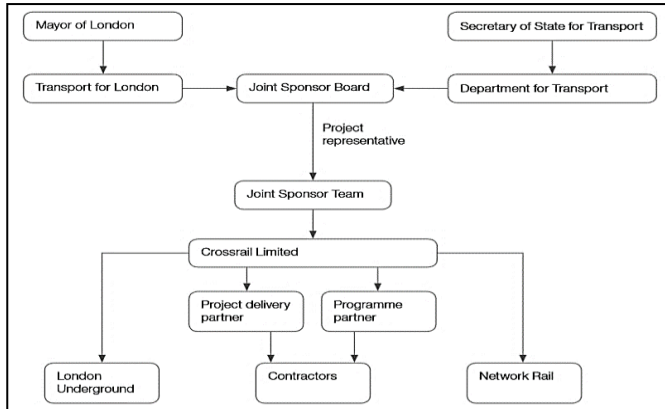 Mayor of London
Secretary of State for Transport
Transport for London
Joint Sponsor Board
Department for Transport
Project
representative
Joint Sponsor Team
Crossrail Limited
Project delivery
partner
Programme
partner
London
Underground
Contractors
Network Rail